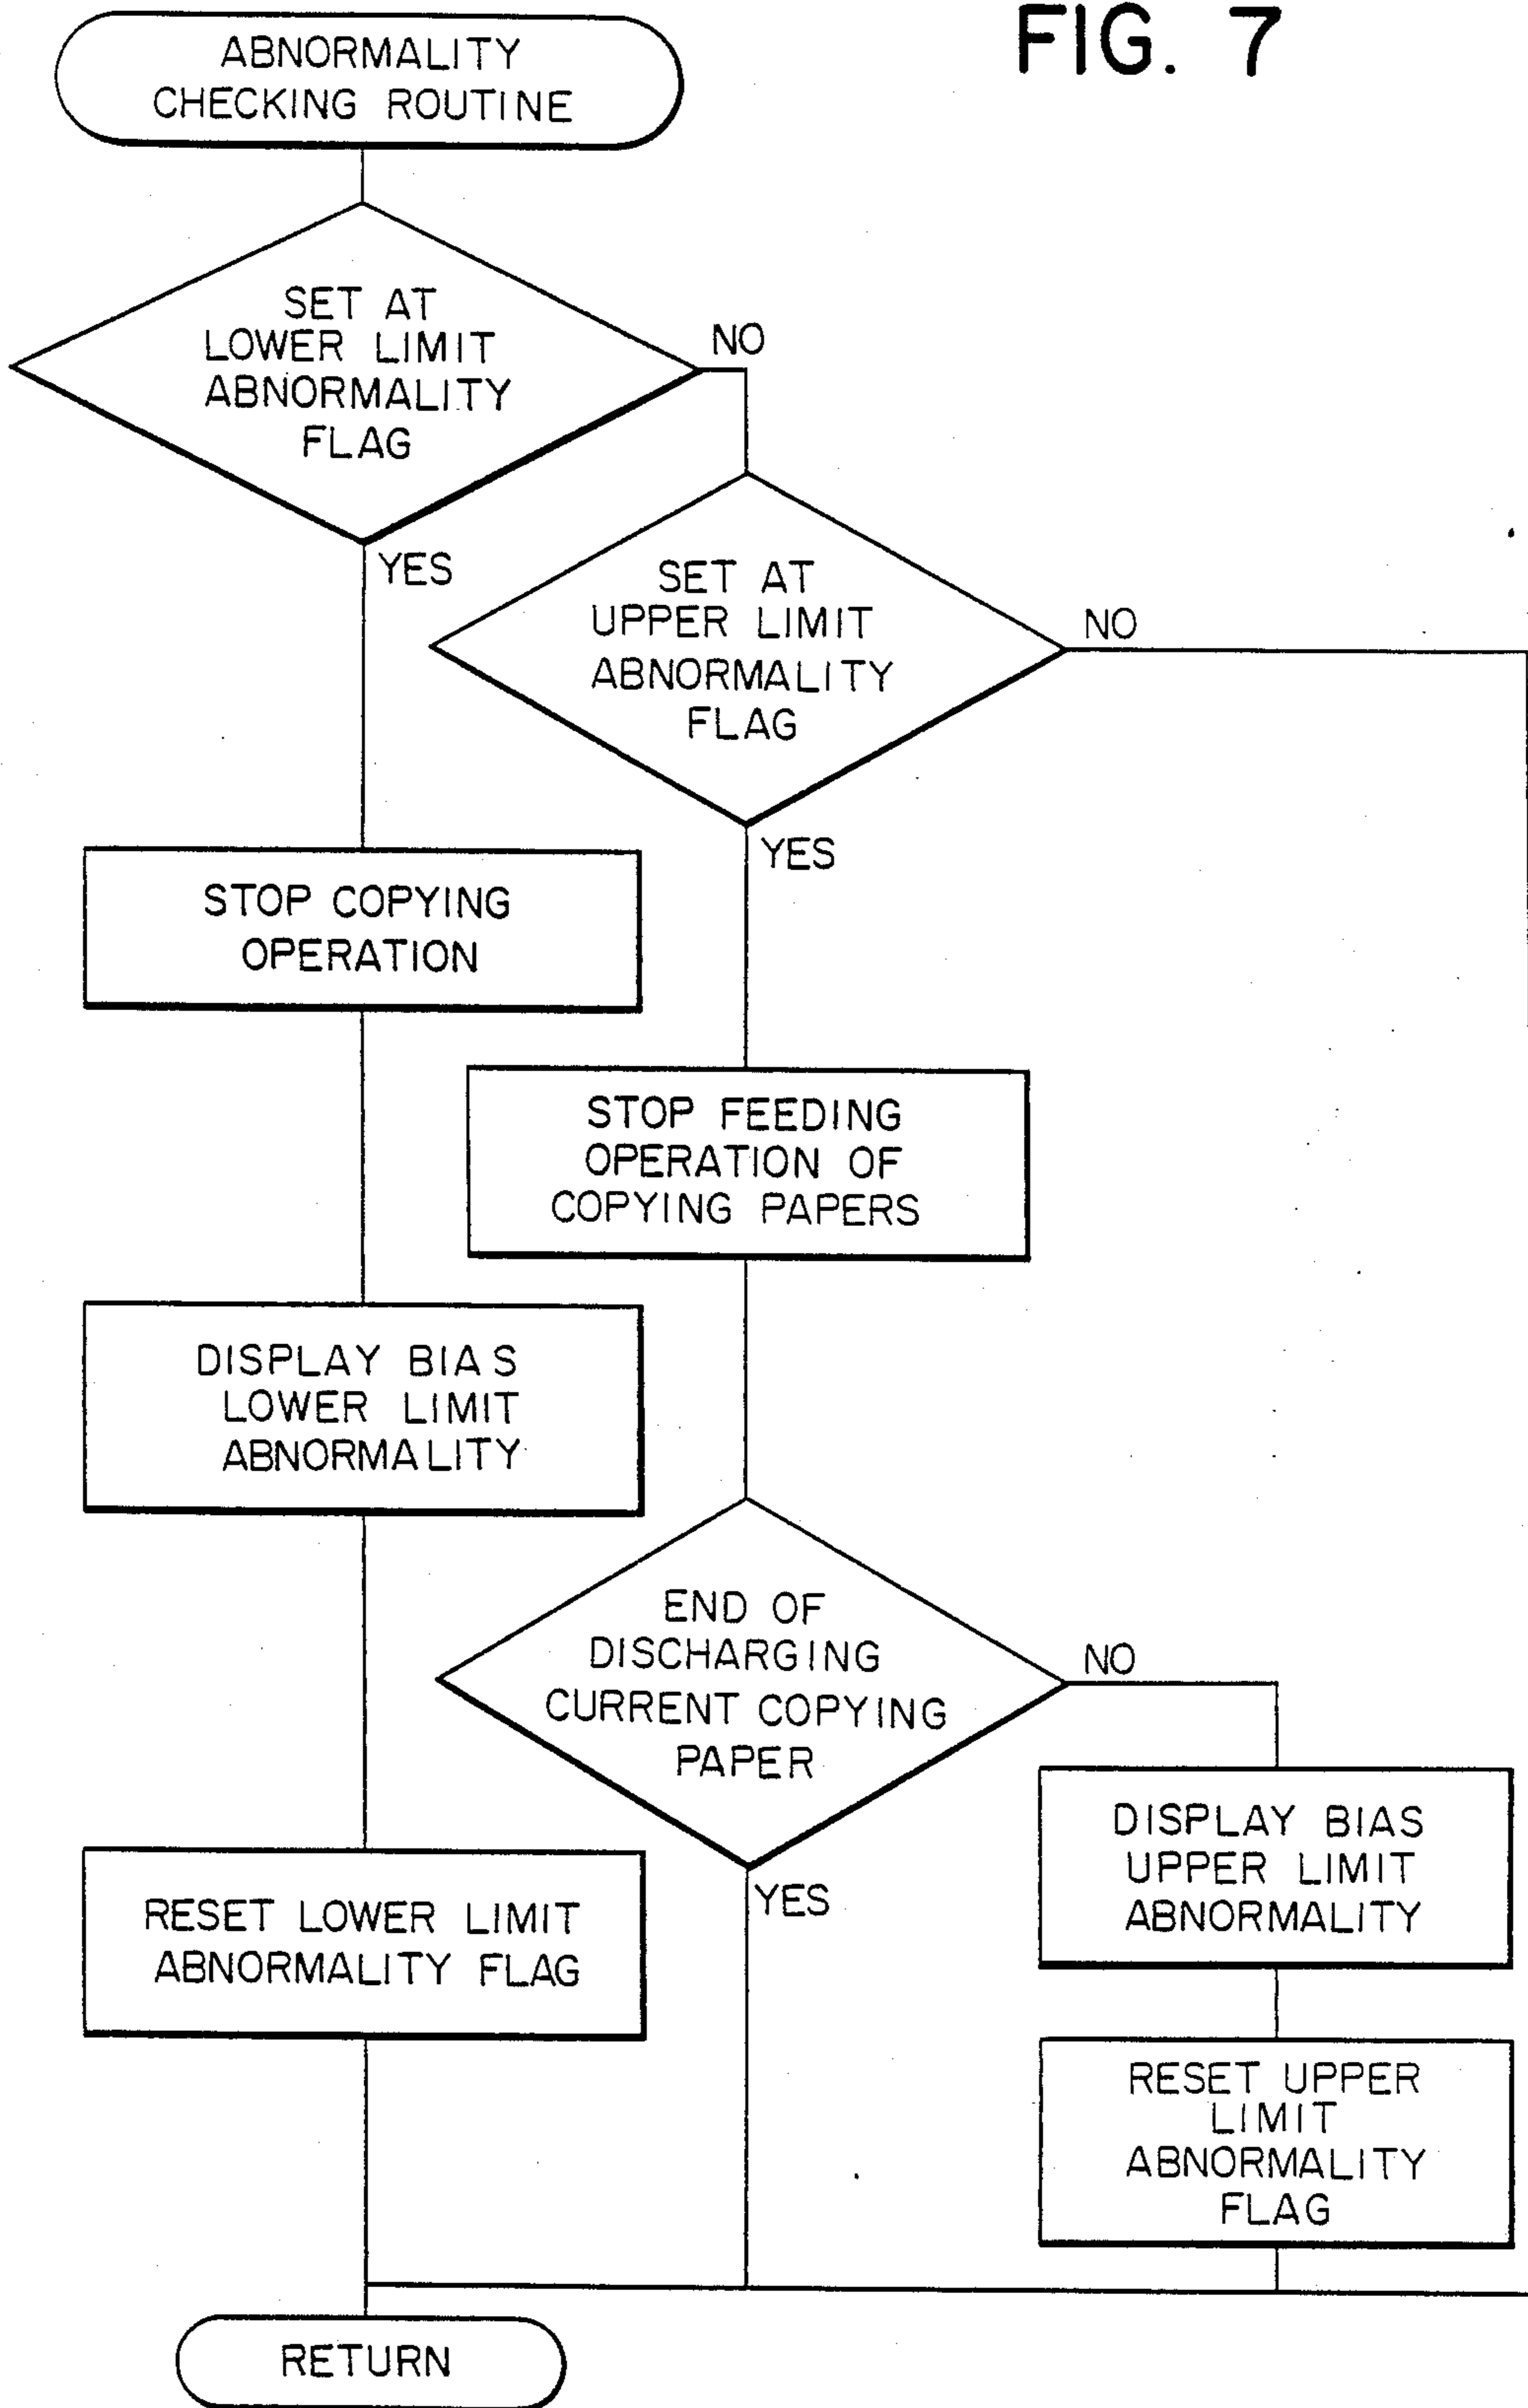 FIG. 7
ABNORMALITY
CHECKING ROUTINE
SET AT
LOWER LIMIT
ABNORMALITY
FLAG
NO
YES
SET AT
UPPER LIMIT
ABNORMALITY
FLAG
NO
YES
STOP COPYING
OPERATION
STOP FEEDING
OPERATION OF
COPYING PAPERS
DISPLAY BIAS
LOWER LIMIT
ABNORMALITY
END OF
DISCHARGING
CURRENT COPYING
PAPER
NO
YES
DISPLAY BIAS
UPPER LIMIT
ABNORMALITY
RESET LOWER LIMIT
ABNORMALITY FLAG
RESET UPPER
LIMIT
ABNORMALITY
FLAG
RETURN